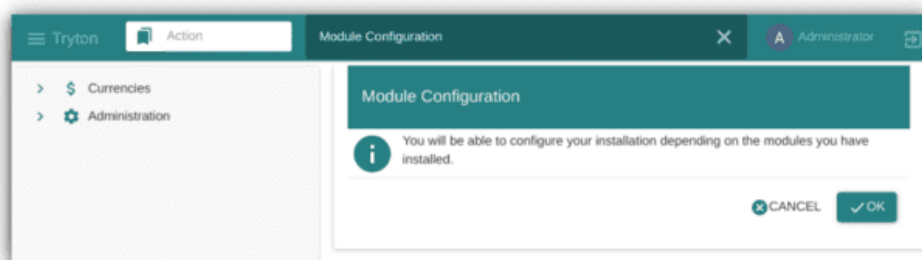 Tryton
Action
Module Configuration
A Administrator
Currencies
Administration
Module Configuration
You will be able to configure your installation depending on the modules you have
installed.
CANCEL
OK